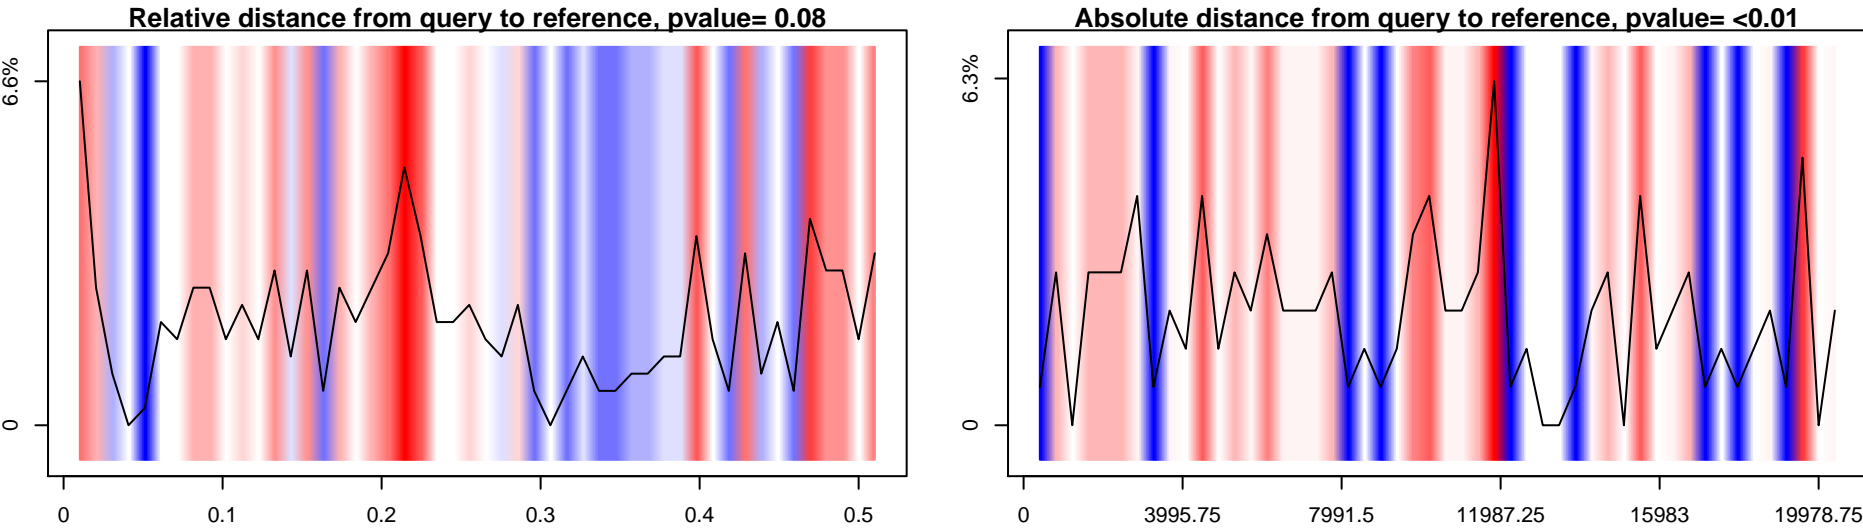 Relative distance from query to reference, pvalue= 0.08
6.6%
0
0 0.1 0.2 0.3 0.4 0.5
Absolute distance from query to reference, pvalue= <0.01
6.3%
0
0 3995.75 7991.5 11987.25 15983 19978.75